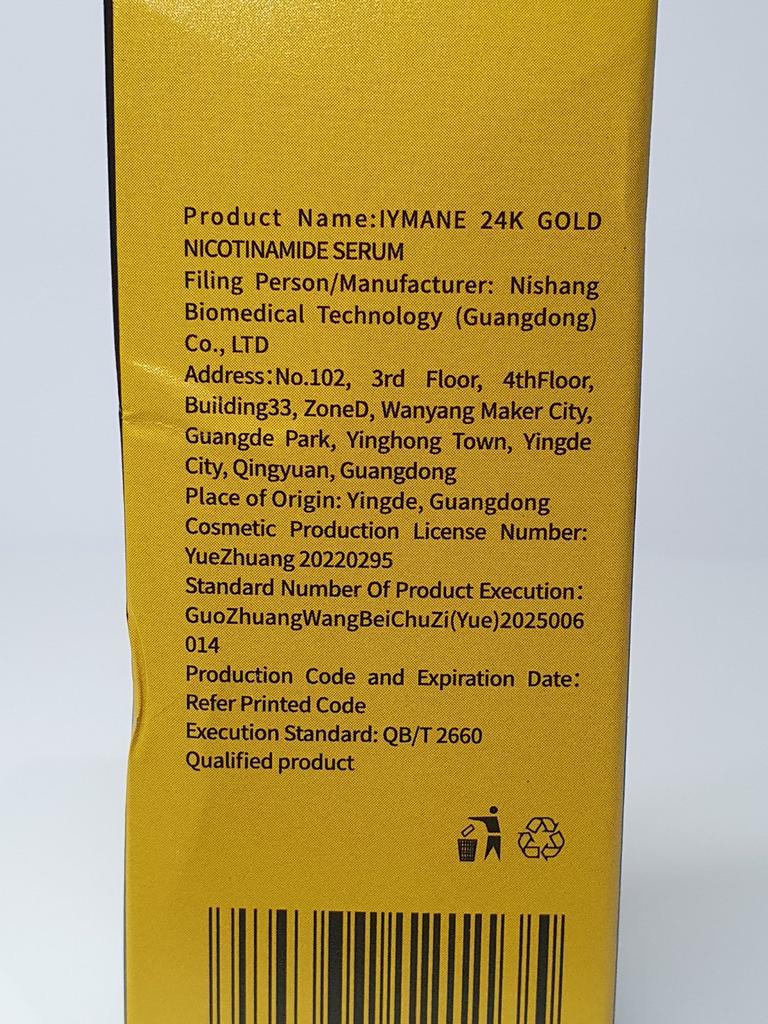 Product Name:IYMANE 24K GOLD
NICOTINAMIDE SERUM
Filing Person/Manufacturer: Nishang
Biomedical Technology (Guangdong)
Co., LTD
Address:No.102, 3rd Floor, 4thFloor,
Building33, ZoneD, Wanyang Maker City,
Guangde Park, Yinghong Town, Yingde
City, Qingyuan, Guangdong
Place of Origin: Yingde, Guangdong
Cosmetic Production License Number:
YueZhuang 20220295
Standard Number Of Product Execution:
GuoZhuangWangBeiChuZi(Yue)2025006
014
Production Code and Expiration Date:
Refer Printed Code
Execution Standard: QB/T 2660
Qualified product